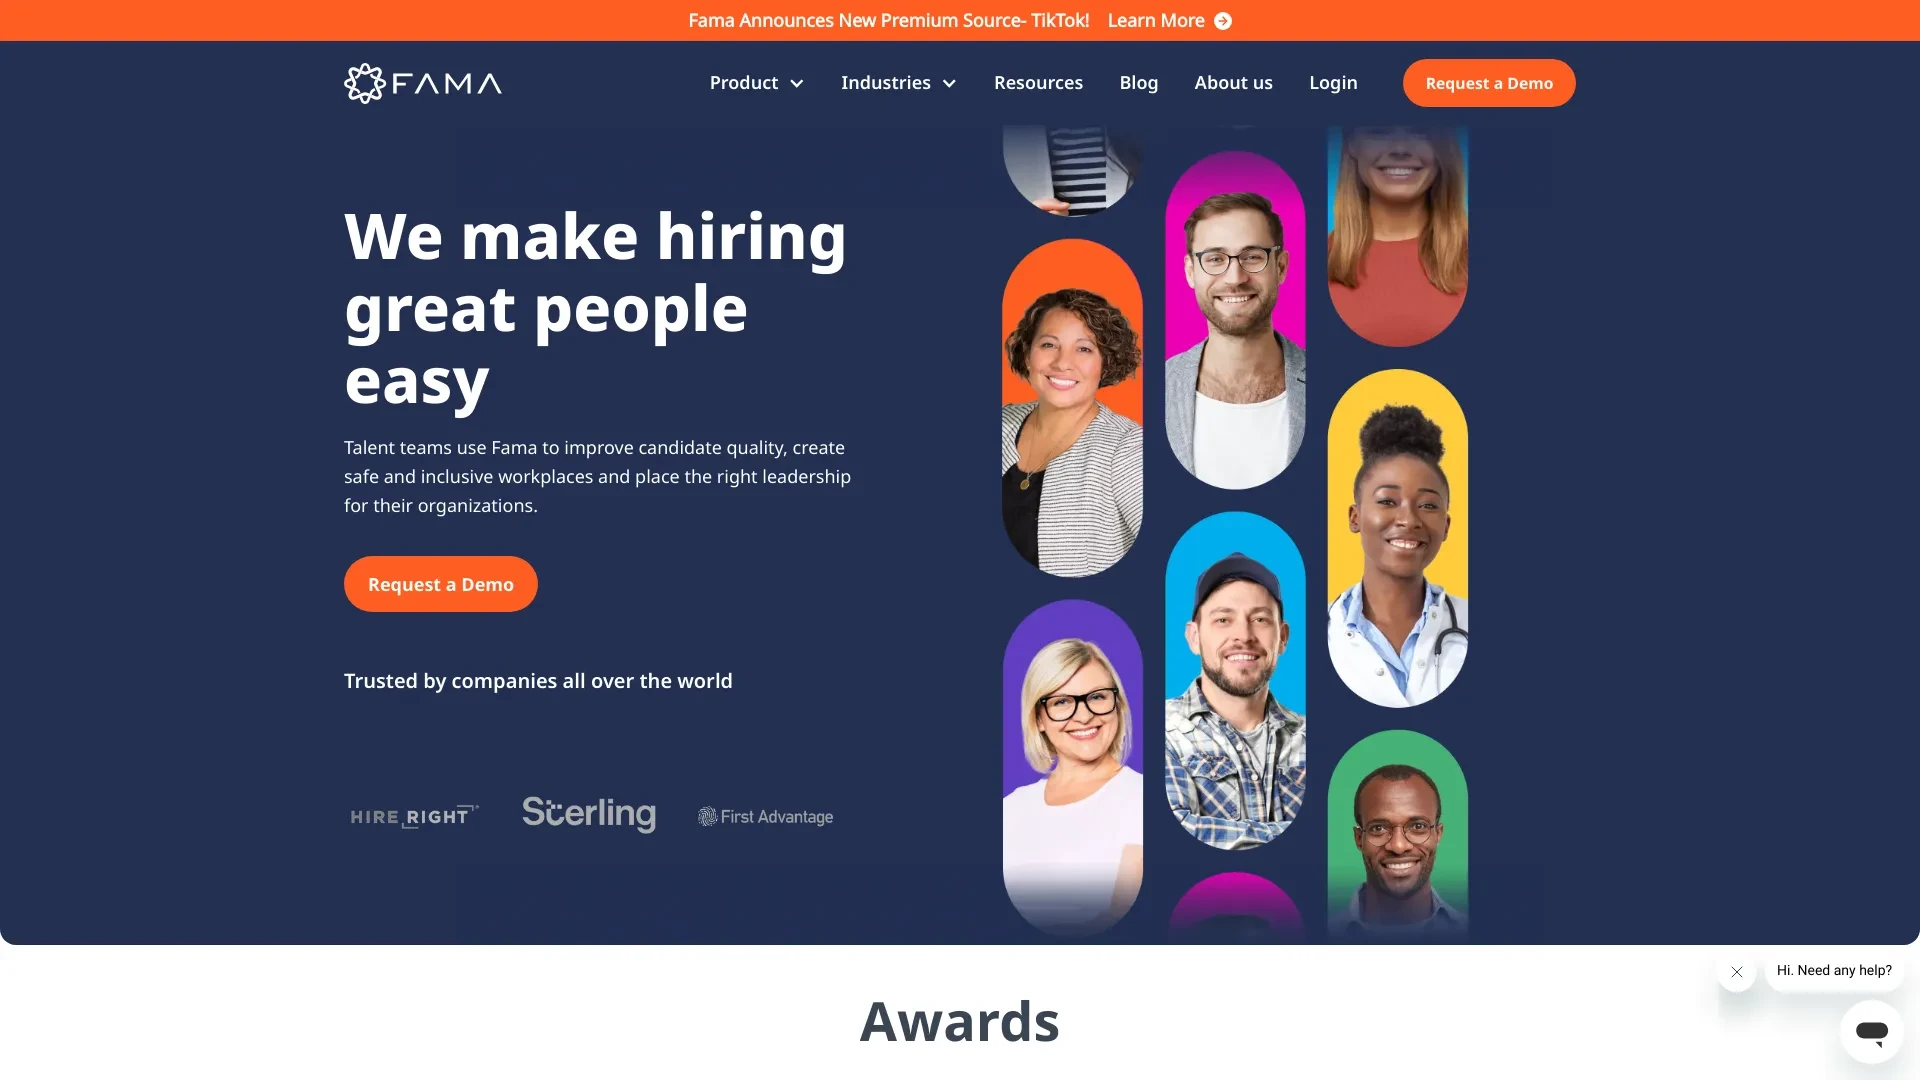 Fama Announces New Premium Source- TikTok! Learn More
FAMA
Product Industries Resources Blog About us Login Request a Demo
We make hiring
great people
easy
Talent teams use Fama to improve candidate quality, create
safe and inclusive workplaces and place the right leadership
for their organizations.
Request a Demo
Trusted by companies all over the world
HIRE RIGHT
Sterling
First Advantage
Hi. Need any help?
Awards